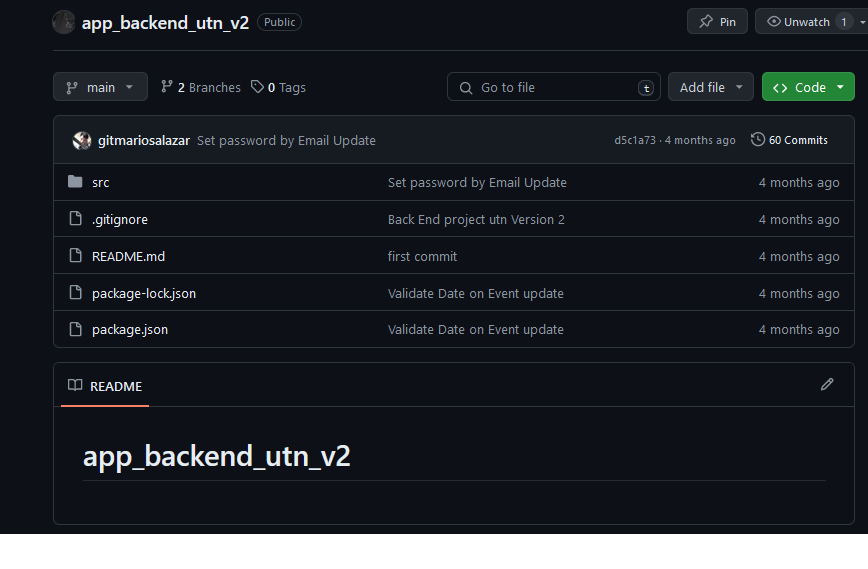 app_backend_utn_v2 Public Pin Unwatch 1
main 2 Branches 0 Tags Go to file t Add file Code
gitmariosalazar Set password by Email Update d5c1a73 · 4 months ago 60 Commits
src Set password by Email Update 4 months ago
.gitignore Back End project utn Version 2 4 months ago
README.md first commit 4 months ago
package-lock.json Validate Date on Event update 4 months ago
package.json Validate Date on Event update 4 months ago
README
app_backend_utn_v2